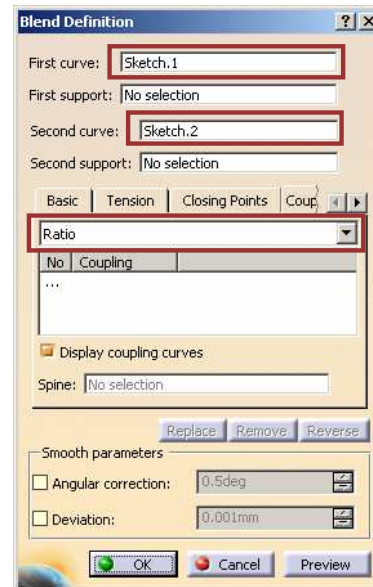 Blend Definition ? X
First curve: Sketch.1
First support: No selection
Second curve: Sketch.2
Second support: No selection
Basic Tension Closing Points Coup
Ratio
No Coupling
...
Display coupling curves
Spine: No selection
Replace Remove Reverse
Smooth parameters
Angular correction: 0.5deg
Deviation: 0.001mm
OK Cancel Preview